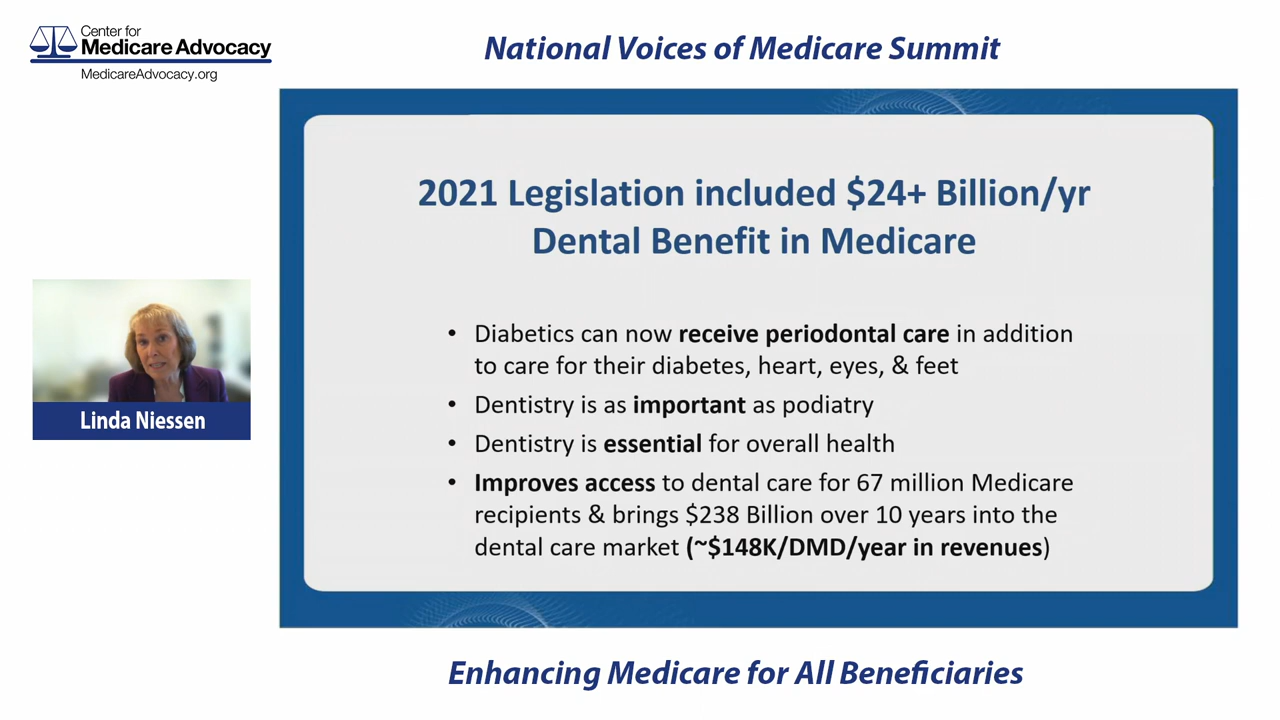 Center for
Medicare Advocacy
MedicareAdvocacy.org
National Voices of Medicare Summit
2021 Legislation included $24+ Billion/yr
Dental Benefit in Medicare
• Diabetics can now receive periodontal care in addition
to care for their diabetes, heart, eyes, & feet
• Dentistry is as important as podiatry
• Dentistry is essential for overall health
• Improves access to dental care for 67 million Medicare
recipients & brings $238 Billion over 10 years into the
dental care market (~$148K/DMD/year in revenues)
Linda Niessen
Enhancing Medicare for All Beneficiaries